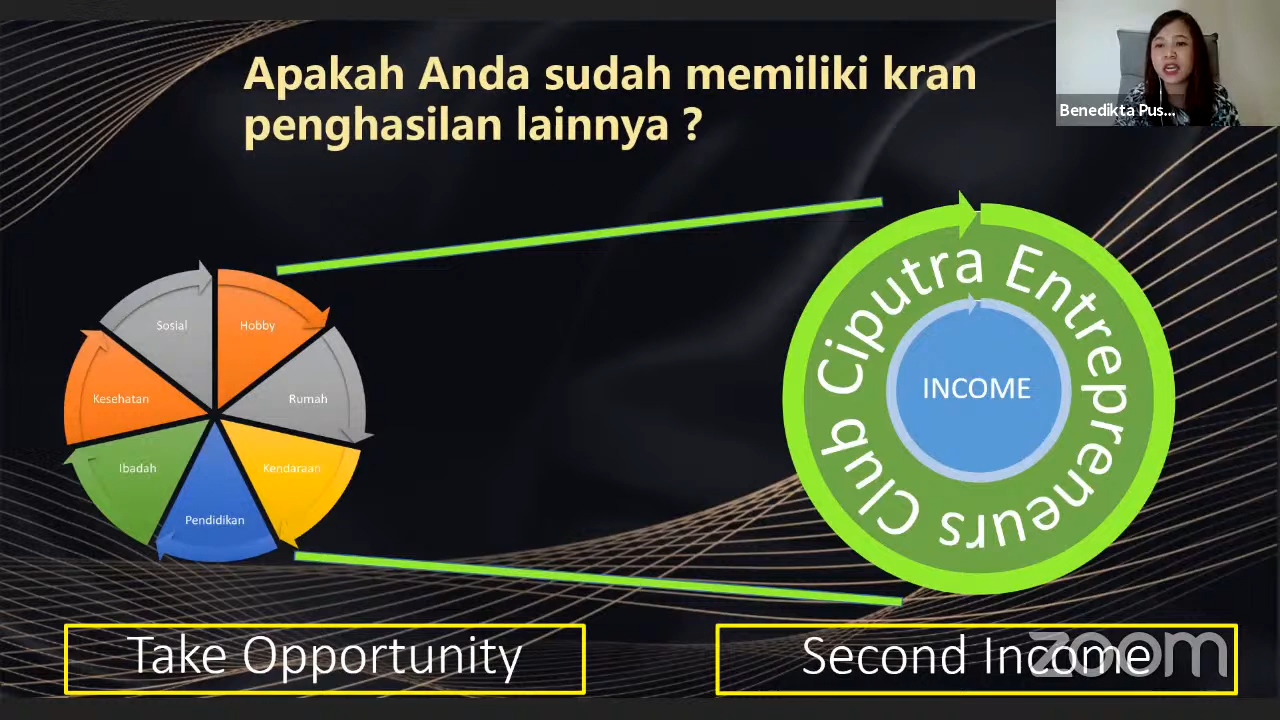 Apakah Anda sudah memiliki kran
penghasilan lainnya ?
Benedikta Pus...
Sosial
Hobby
Kesehatan
Rumah
Ibadah
Kendaraan
Pendidikan
Ciputra Entrepreneurs Club
INCOME
Take Opportunity
Second Income
zoom